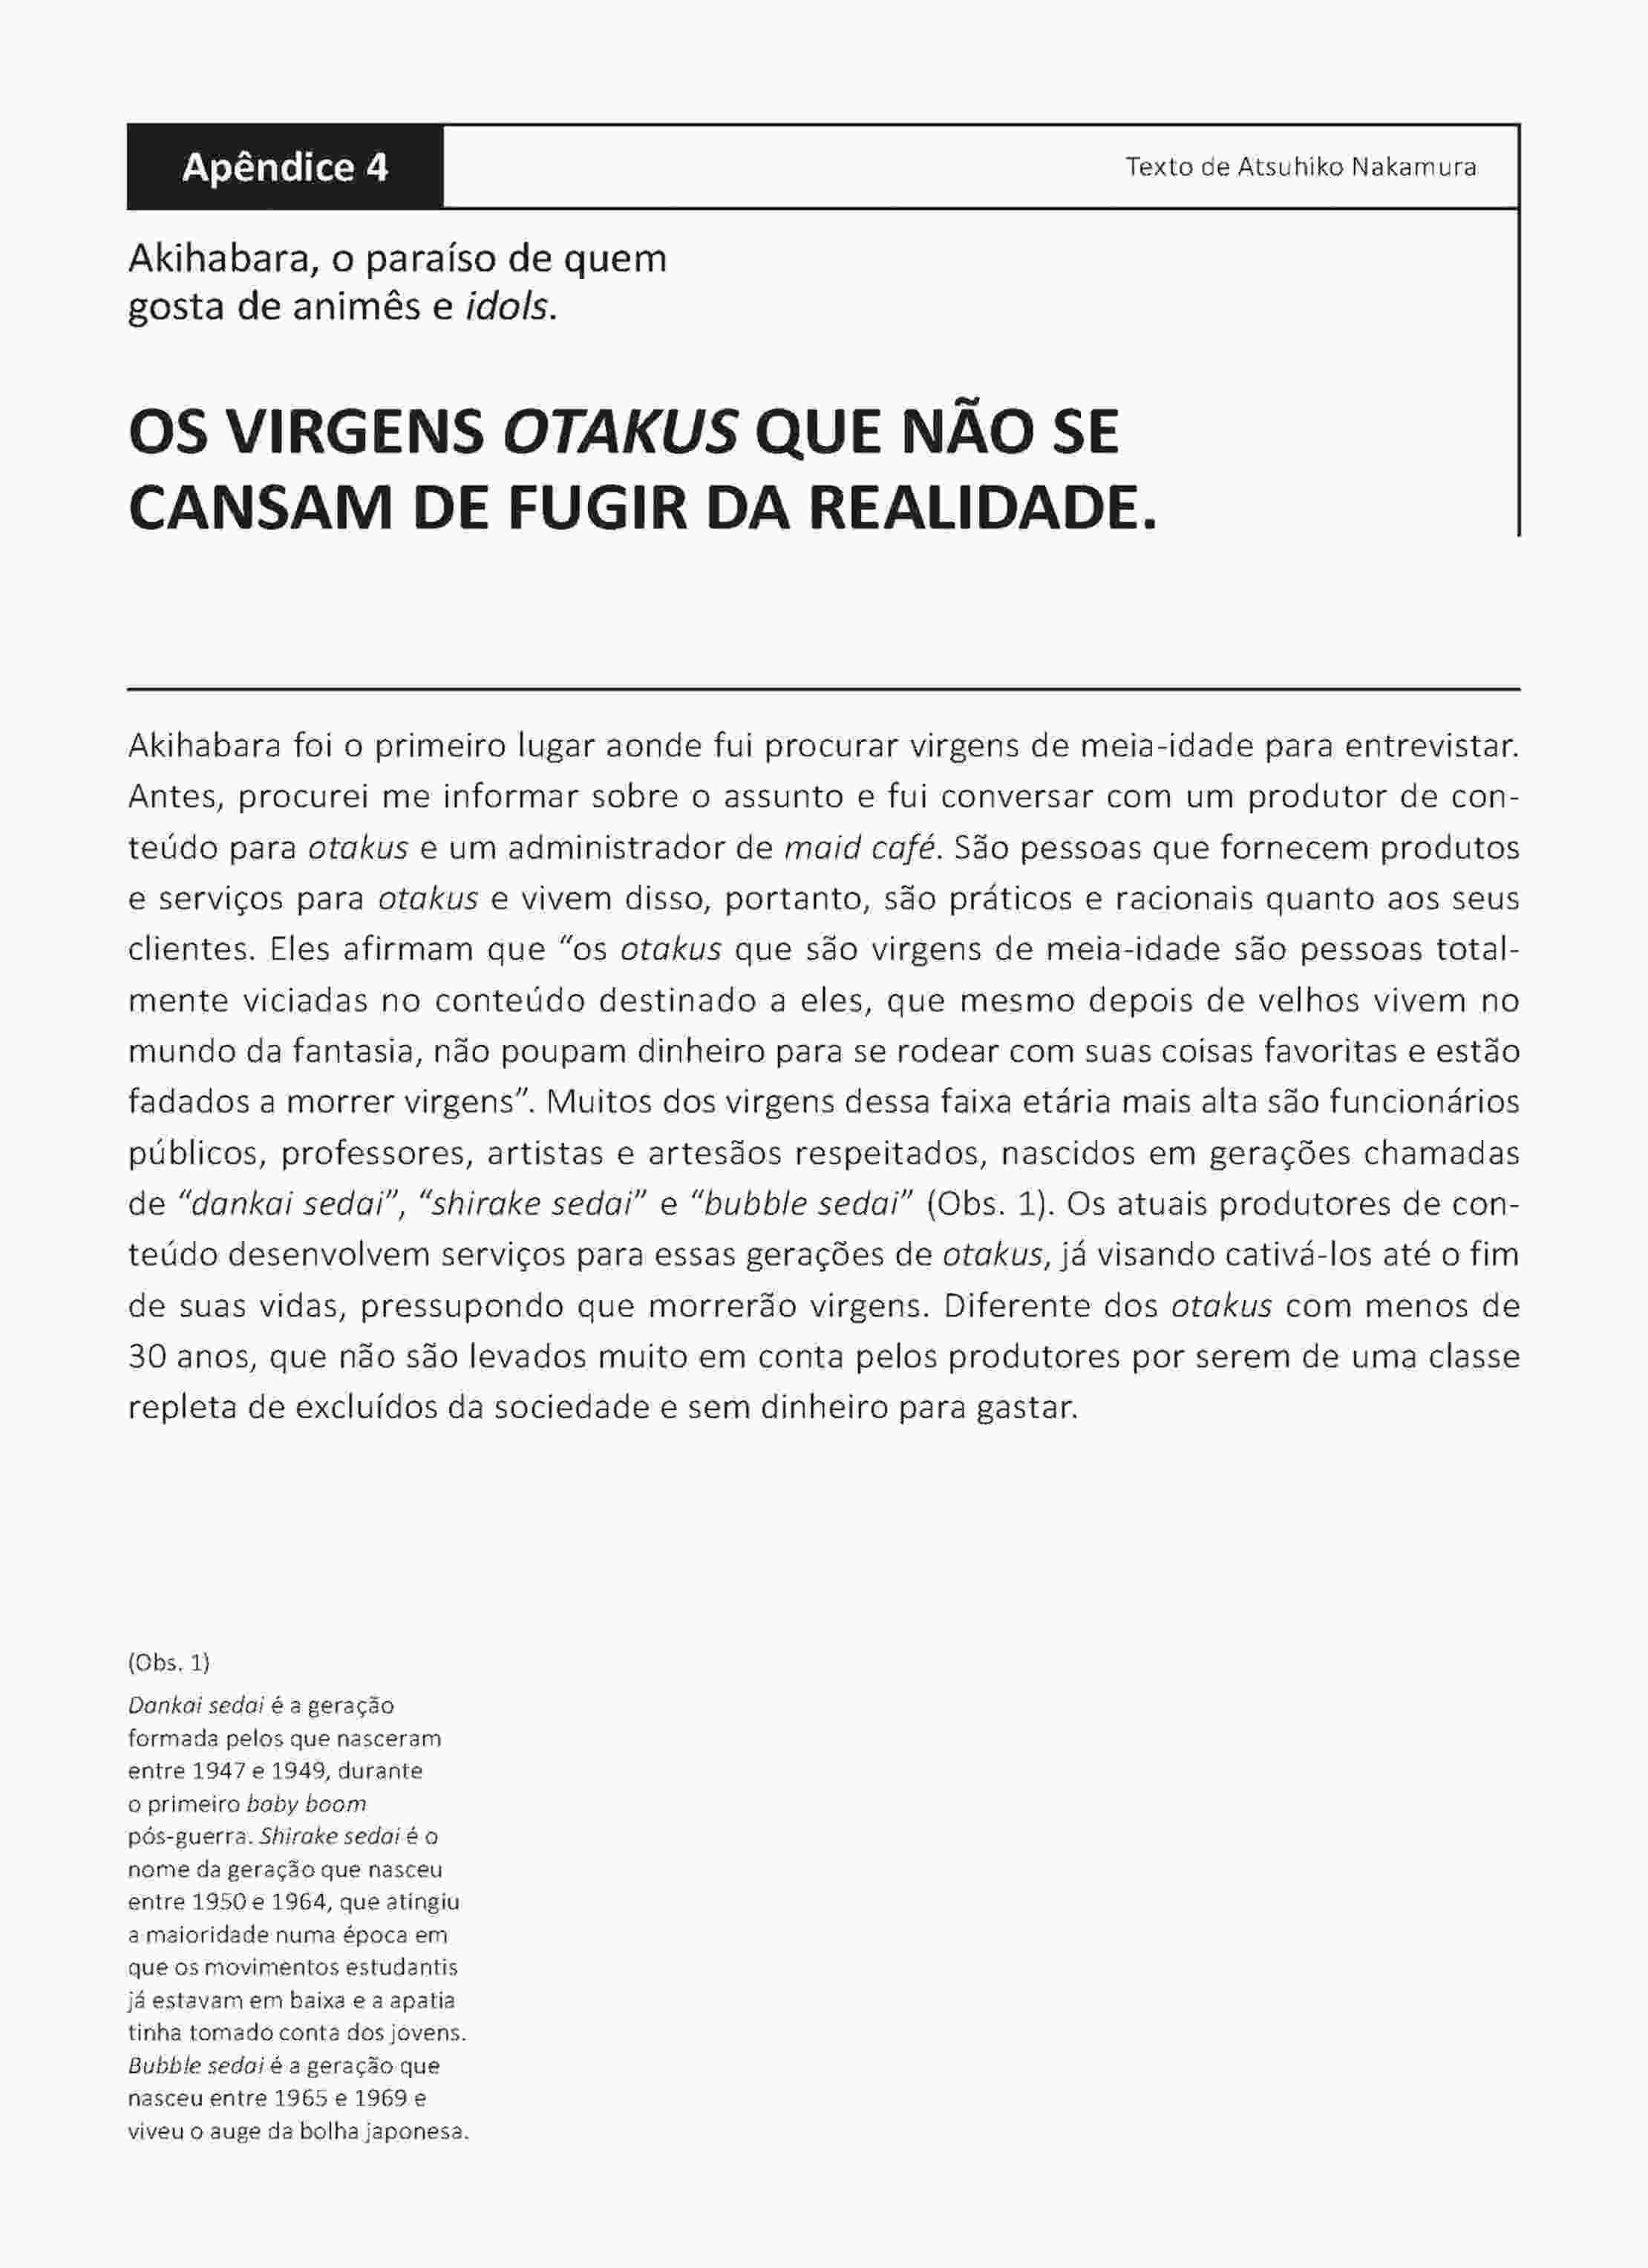 Apêndice 4
Texto de Atsuhiko Nakamura
Akihabara, o paraíso de quem
gosta de animês e idols.
OS VIRGENS OTAKUS QUE NÃO SE
CANSAM DE FUGIR DA REALIDADE.
Akihabara foi o primeiro lugar aonde fui procurar virgens de meia-idade para entrevistar.
Antes, procurei me informar sobre o assunto e fui conversar com um produtor de con-
teúdo para otakus e um administrador de maid café. São pessoas que fornecem produtos
e serviços para otakus e vivem disso, portanto, são práticos e racionais quanto aos seus
clientes. Eles afirmam que “os otakus que são virgens de meia-idade são pessoas total-
mente viciadas no conteúdo destinado a eles, que mesmo depois de velhos vivem no
mundo da fantasia, não poupam dinheiro para se rodear com suas coisas favoritas e estão
fadados a morrer virgens”. Muitos dos virgens dessa faixa etária mais alta são funcionários
públicos, professores, artistas e artesãos respeitados, nascidos em gerações chamadas
de “dankai sedai”, “shirake sedai” e “bubble sedai” (Obs. 1). Os atuais produtores de con-
teúdo desenvolvem serviços para essas gerações de otakus, já visando cativá-los até o fim
de suas vidas, pressupondo que morrerão virgens. Diferente dos otakus com menos de
30 anos, que não são levados muito em conta pelos produtores por serem de uma classe
repleta de excluídos da sociedade e sem dinheiro para gastar.
(Obs. 1)
Dankai sedai é a geração
formada pelos que nasceram
entre 1947 e 1949, durante
o primeiro baby boom
pós-guerra. Shirake sedai é o
nome da geração que nasceu
entre 1950 e 1964, que atingiu
a maioridade numa época em
que os movimentos estudantis
já estavam em baixa e a apatia
tinha tomado conta dos jovens.
Bubble sedai é a geração que
nasceu entre 1965 e 1969 e
viveu o auge da bolha japonesa.